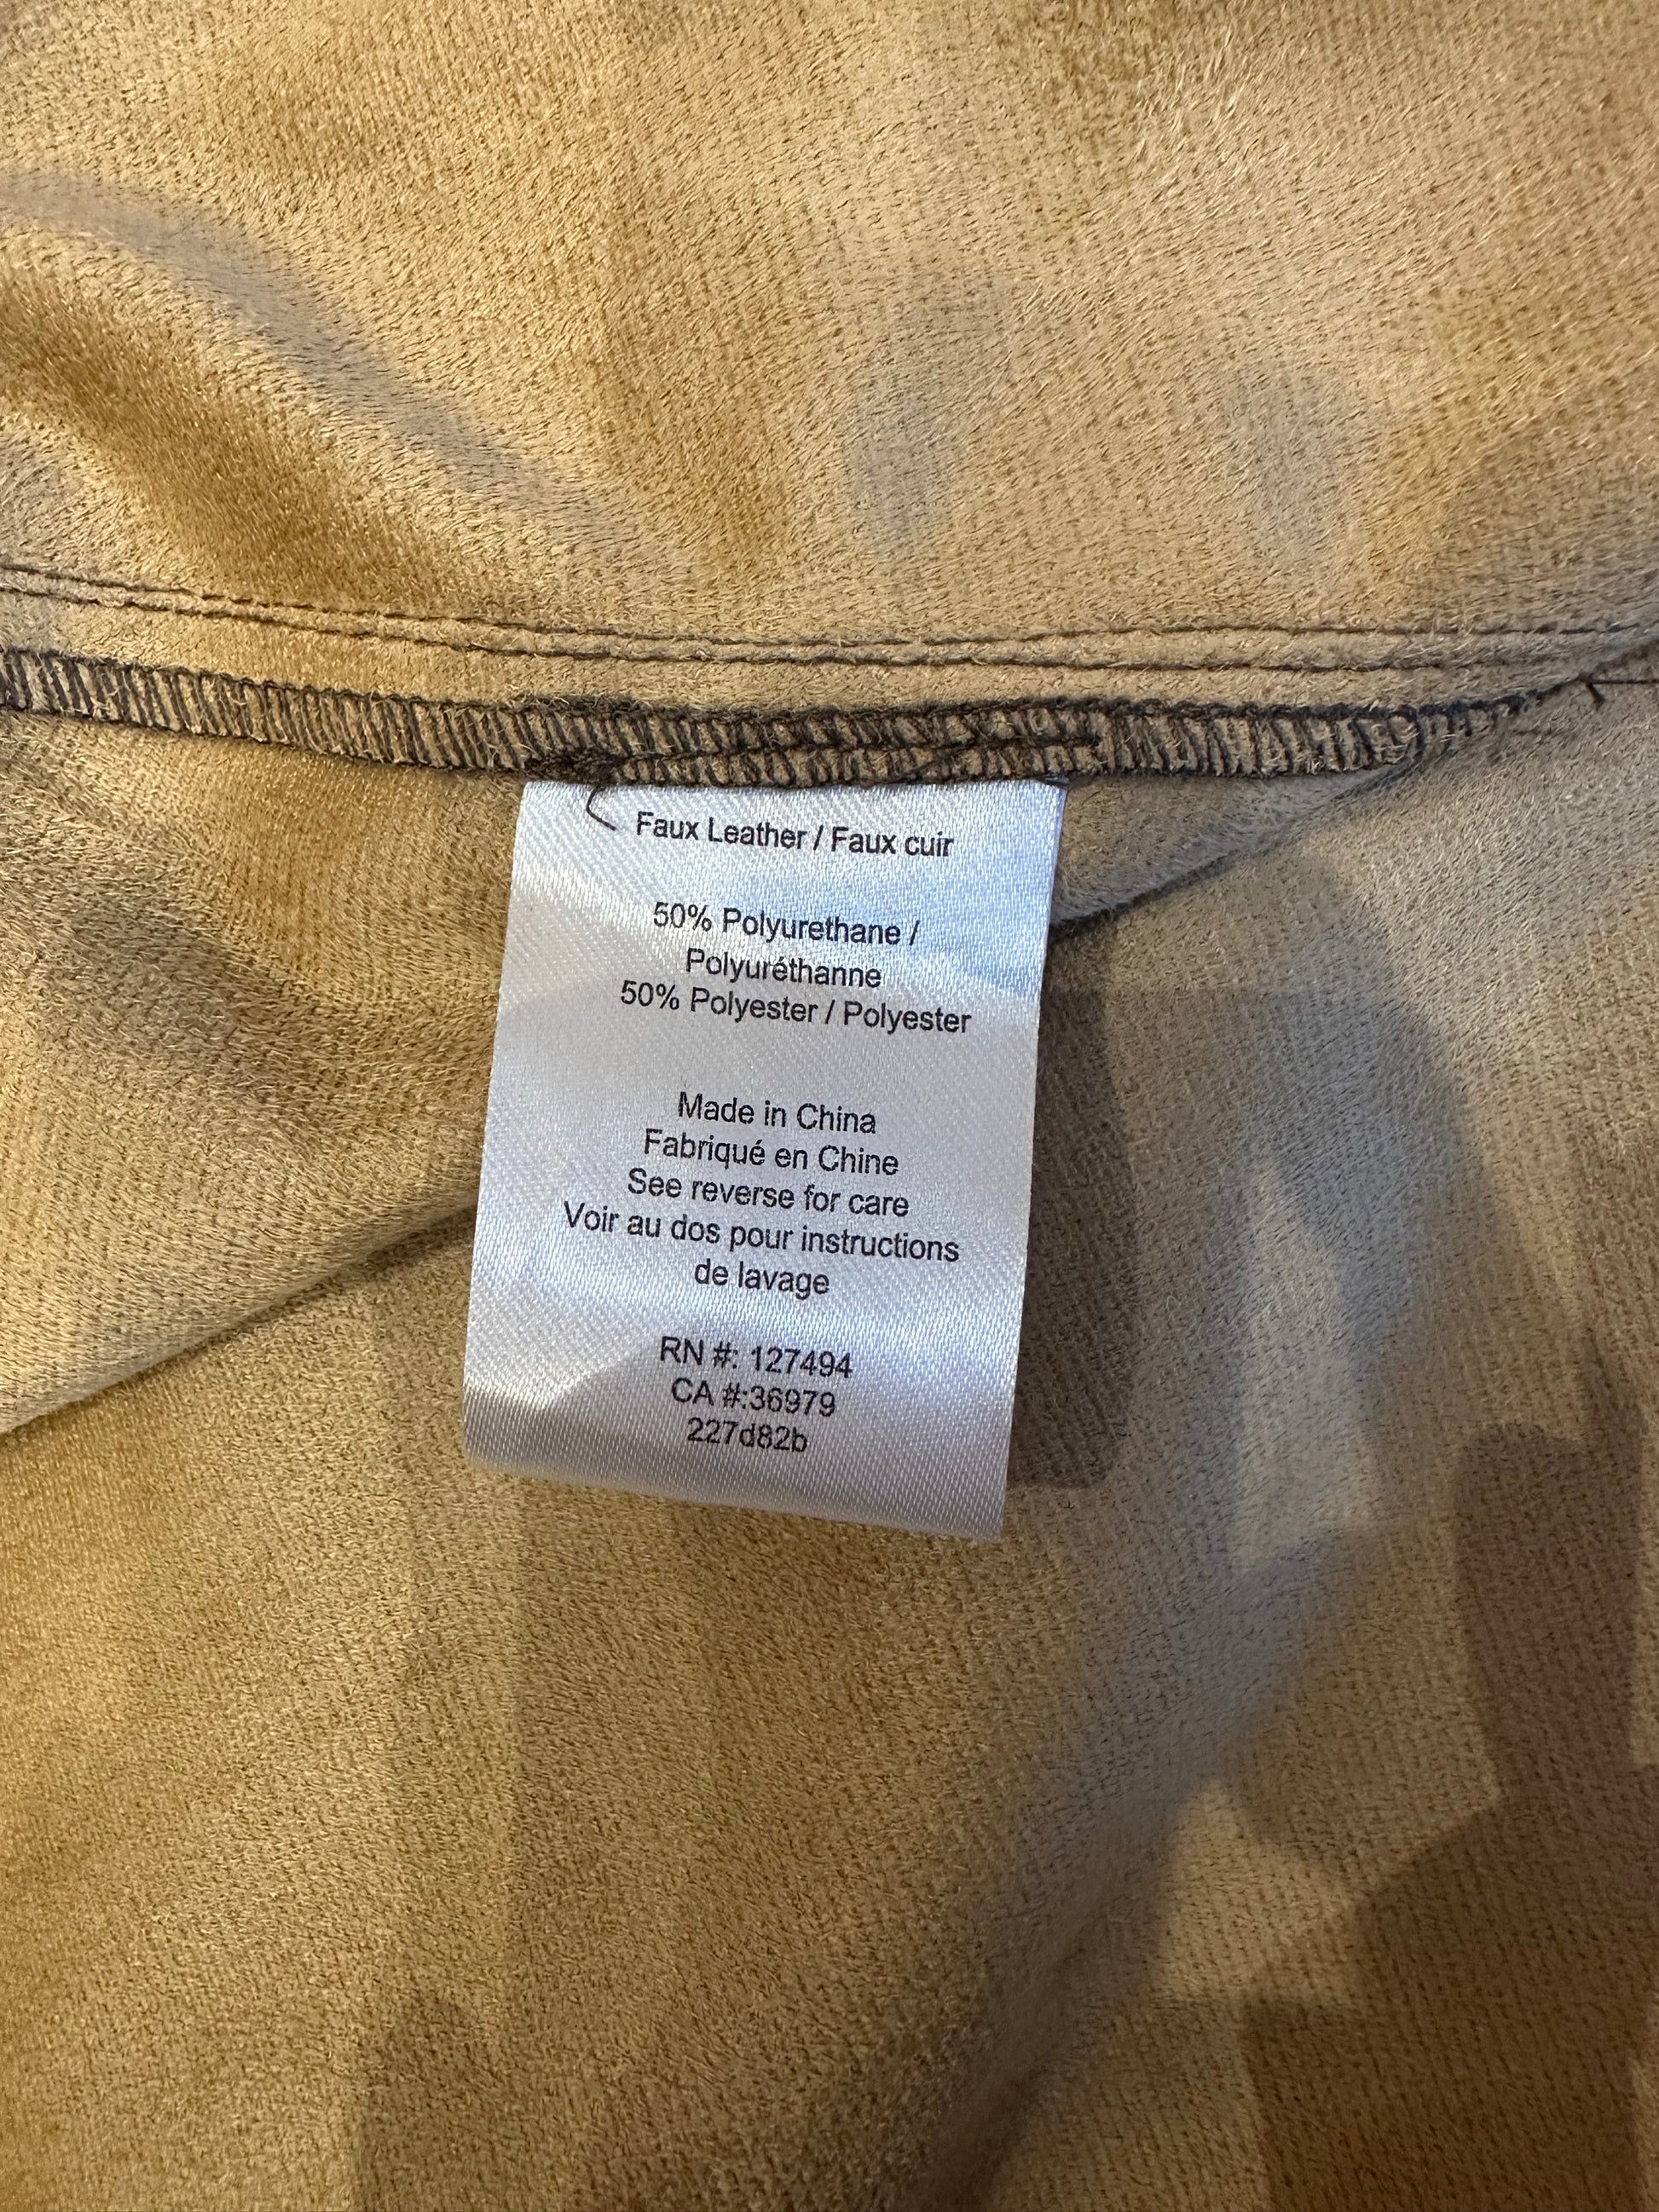 Faux Leather / Faux cuir
50% Polyurethane /
Polyuréthanne
50% Polyester / Polyester
Made in China
Fabriqué en Chine
See reverse for care
Voir au dos pour instructions
de lavage
RN #: 127494
CA #:36979
227d82b